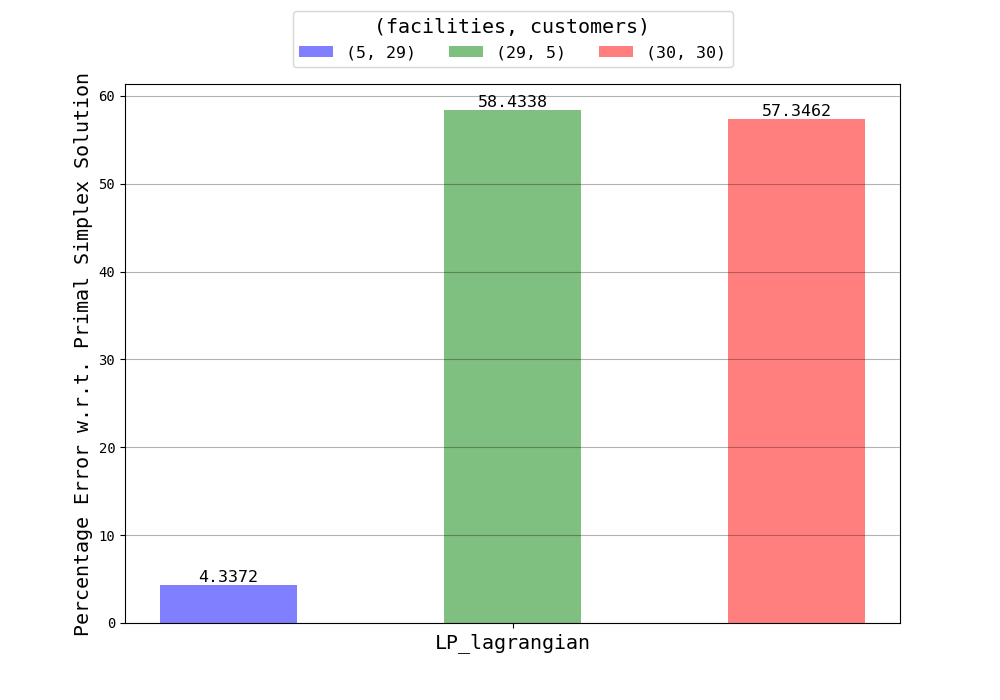 (facilities, customers)
(5, 29) (29, 5) (30, 30)
Percentage Error w.r.t. Primal Simplex Solution
60
50
40
30
20
10
0
58.4338
57.3462
4.3372
LP_lagrangian